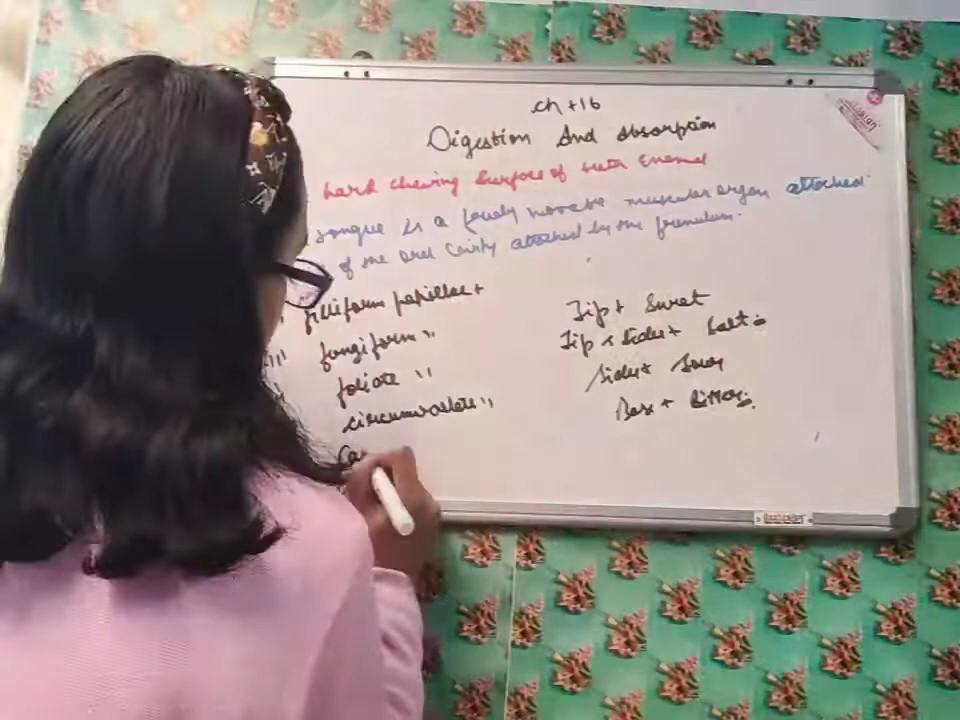 ch + 16
Digestion And absorption
hard chewing surface of teeth Enamel
tongue is a freely movable muscular organ attached
of the oral cavity attached by the frenulum.
filliform papillae +
fungiform "
foliate "
circumvallate "
Ca
Tip + Sweet
Tip + sides + Salt
Sides + Sour
Base + Bitter